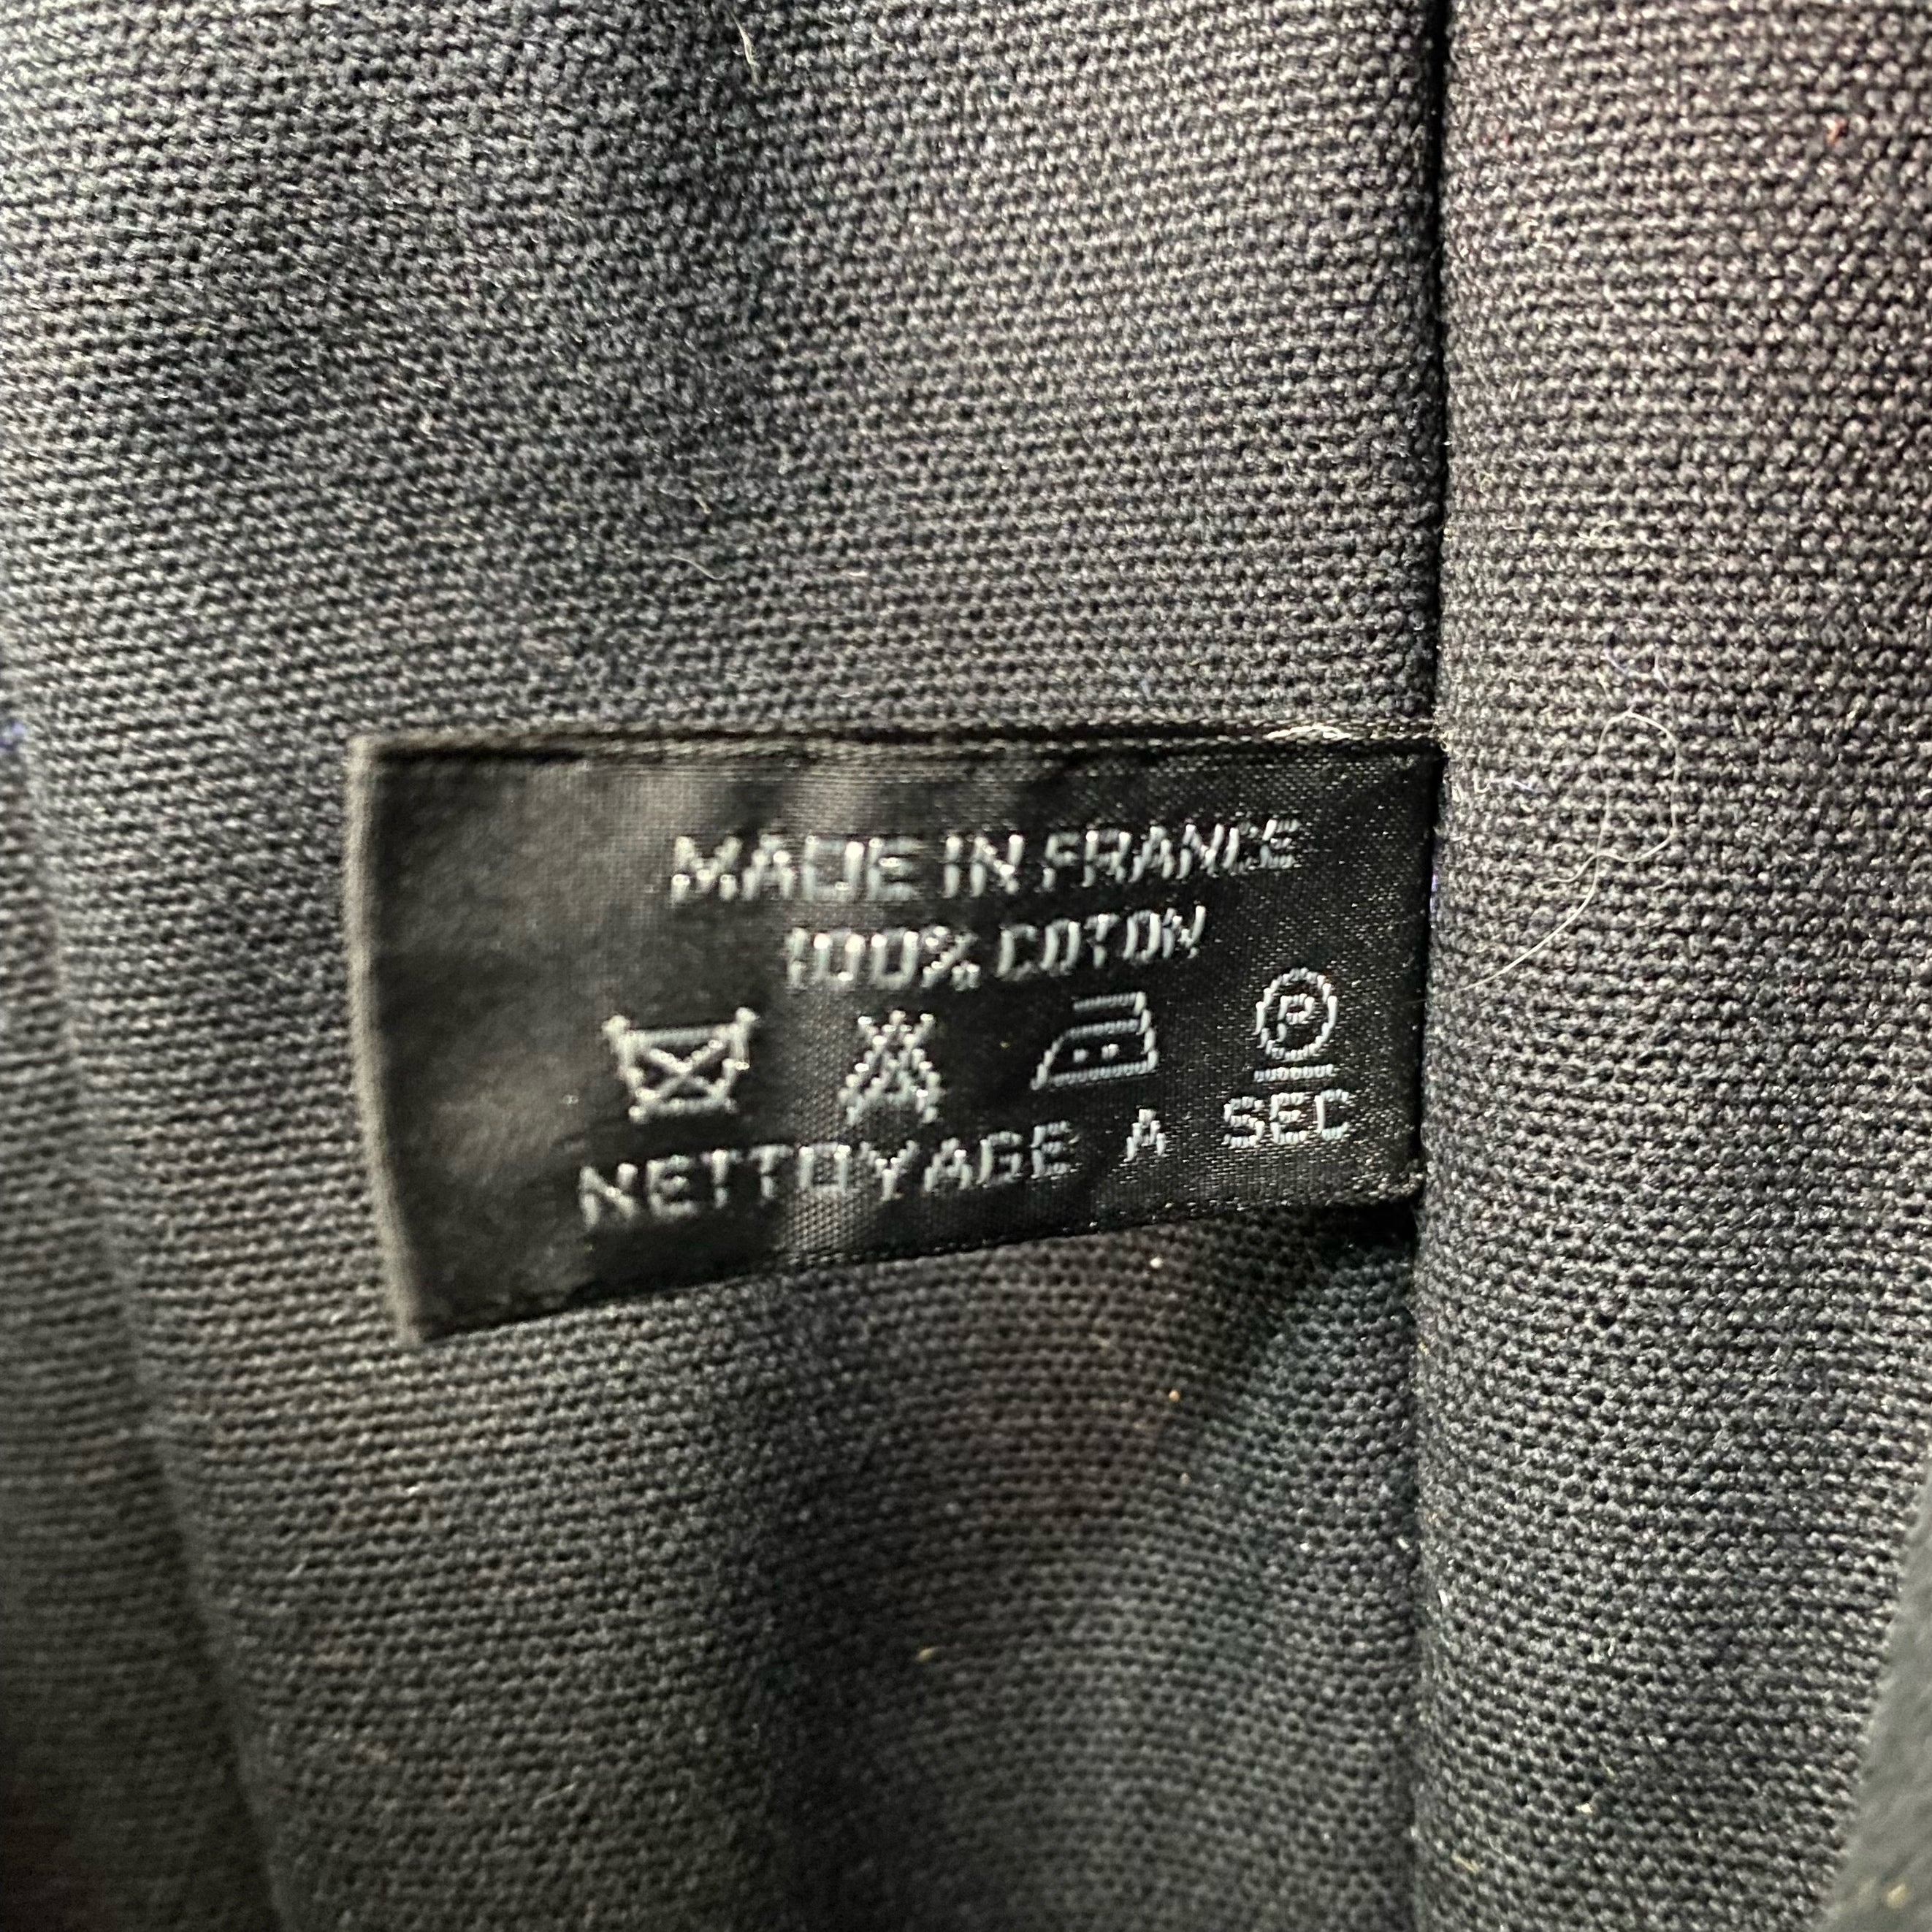 MADE IN FRANCE
100% COTON
P
NETTOYAGE A SEC